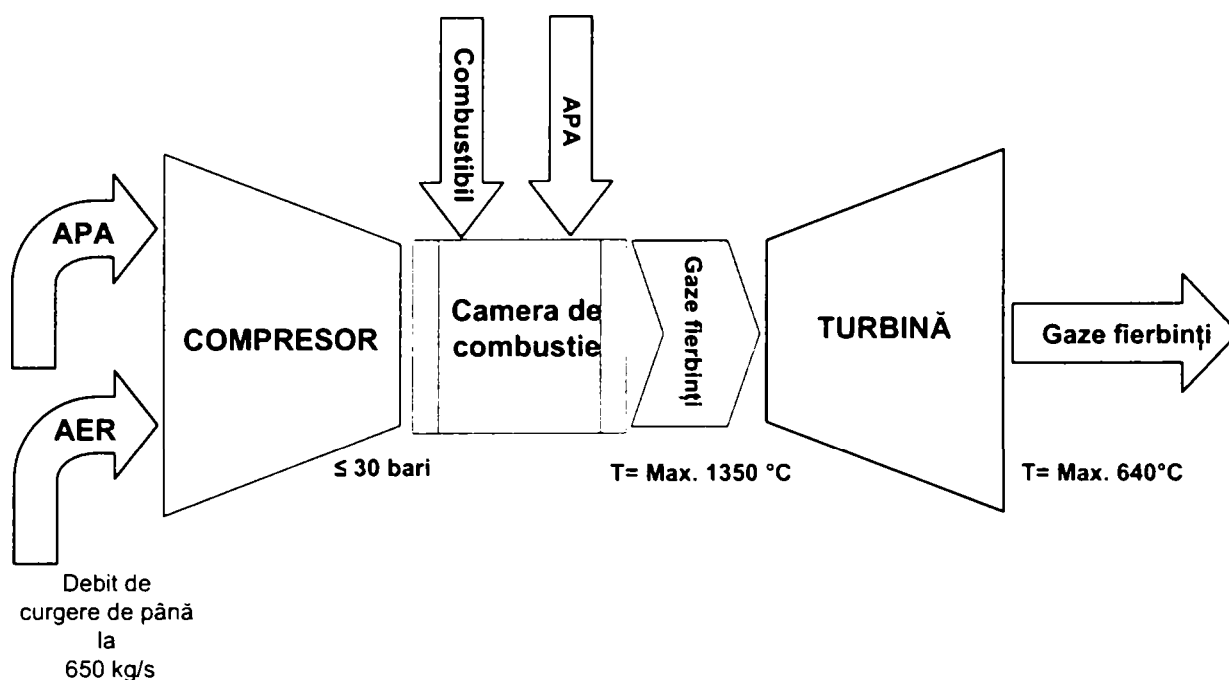 Combustibil
APA
APA
COMPRESOR
Camera de
combustie
Gaze fierbinți
TURBINĂ
Gaze fierbinți
AER
≤ 30 bari
T= Max. 1350 °C
T= Max. 640°C
Debit de
curgere de până
la
650 kg/s